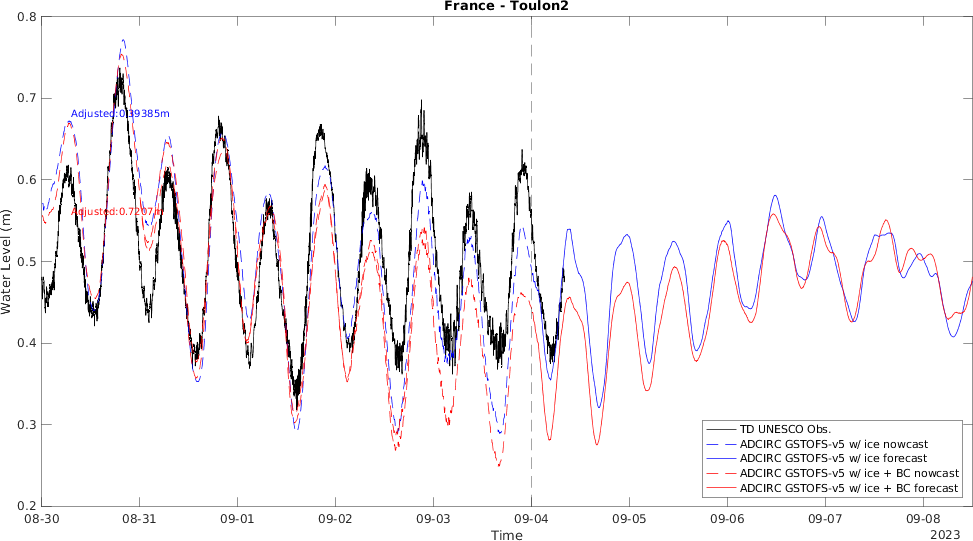 France - Toulon2
0.8
0.7
0.6
0.5
0.4
0.3
0.2
Water Level (m)
Adjusted:0.39385m
Adjusted:0.7207m
TD UNESCO Obs.
ADCIRC GSTOFS-v5 w/ ice nowcast
ADCIRC GSTOFS-v5 w/ ice forecast
ADCIRC GSTOFS-v5 w/ ice + BC nowcast
ADCIRC GSTOFS-v5 w/ ice + BC forecast
08-30 08-31 09-01 09-02 09-03 09-04 09-05 09-06 09-07 09-08
Time
2023